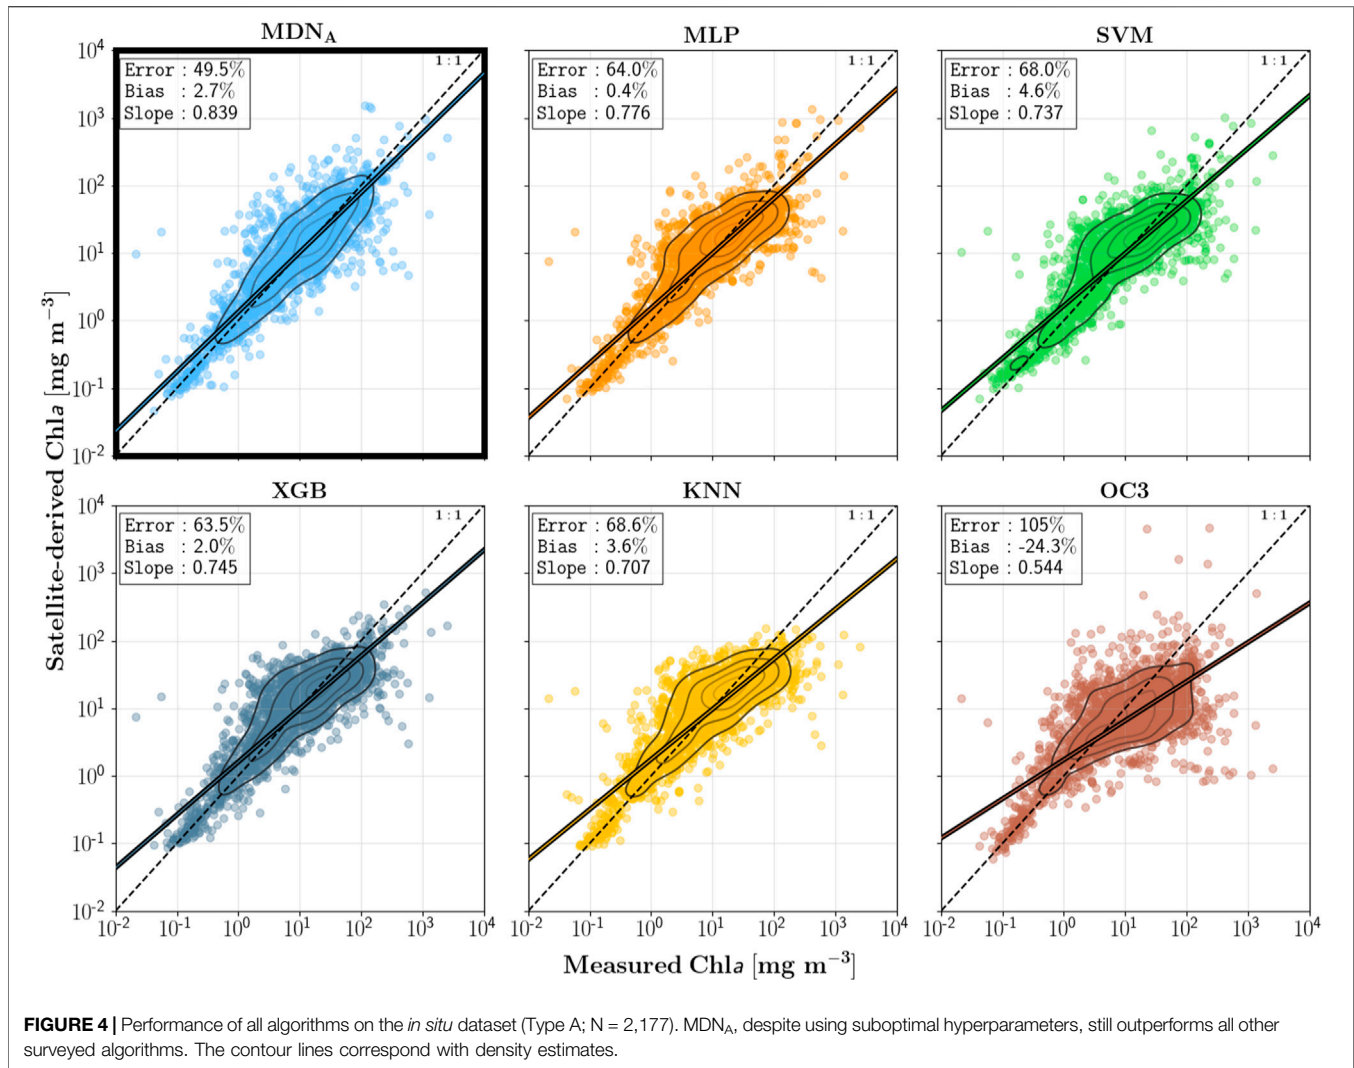 MDN_A
MLP
SVM
10^4
10^3
10^2
10^1
10^0
10^-1
10^-2
Error : 49.5%
Bias : 2.7%
Slope : 0.839
1 : 1
Error : 64.0%
Bias : 0.4%
Slope : 0.776
1 : 1
Error : 68.0%
Bias : 4.6%
Slope : 0.737
1 : 1
Satellite-derived Chla [mg m^-3]
XGB
KNN
OC3
10^4
10^3
10^2
10^1
10^0
10^-1
10^-2
Error : 63.5%
Bias : 2.0%
Slope : 0.745
1 : 1
Error : 68.6%
Bias : 3.6%
Slope : 0.707
1 : 1
Error : 105%
Bias : -24.3%
Slope : 0.544
1 : 1
10^-2 10^-1 10^0 10^1 10^2 10^3 10^4 10^-2 10^-1 10^0 10^1 10^2 10^3 10^4 10^-2 10^-1 10^0 10^1 10^2 10^3 10^4
Measured Chla [mg m^-3]
FIGURE 4 | Performance of all algorithms on the in situ dataset (Type A; N = 2,177). MDN_A, despite using suboptimal hyperparameters, still outperforms all other
surveyed algorithms. The contour lines correspond with density estimates.